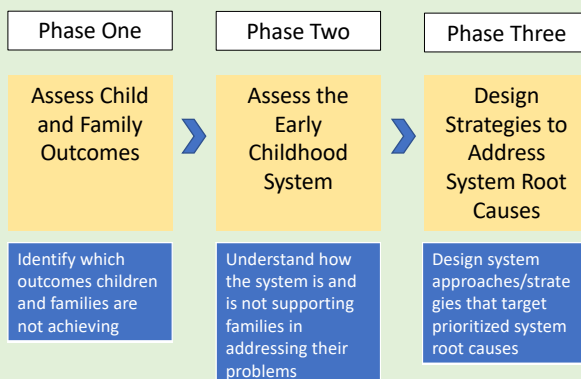 Phase One
Phase Two
Phase Three
Assess Child
and Family
Outcomes
Assess the
Early
Childhood
System
Design
Strategies to
Address
System Root
Causes
Identify which
outcomes children
and families are
not achieving
Understand how
the system is and
is not supporting
families in
addressing their
problems
Design system
approaches/strate
gies that target
prioritized system
root causes